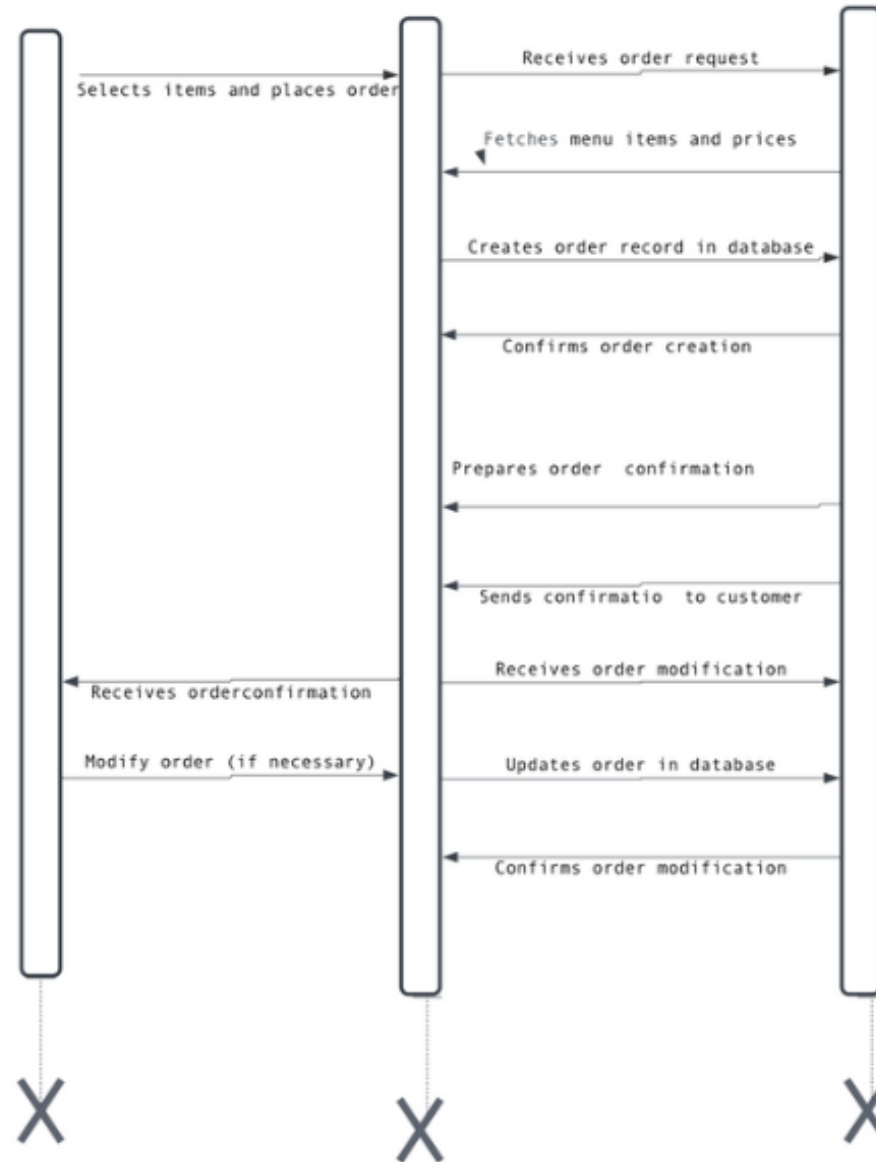 Receives order request
Selects items and places order
Fetches menu items and prices
Creates order record in database
Confirms order creation
Prepares order  confirmation
Sends confirmatio  to customer
Receives order modification
Receives orderconfirmation
Modify order (if necessary)
Updates order in database
Confirms order modification